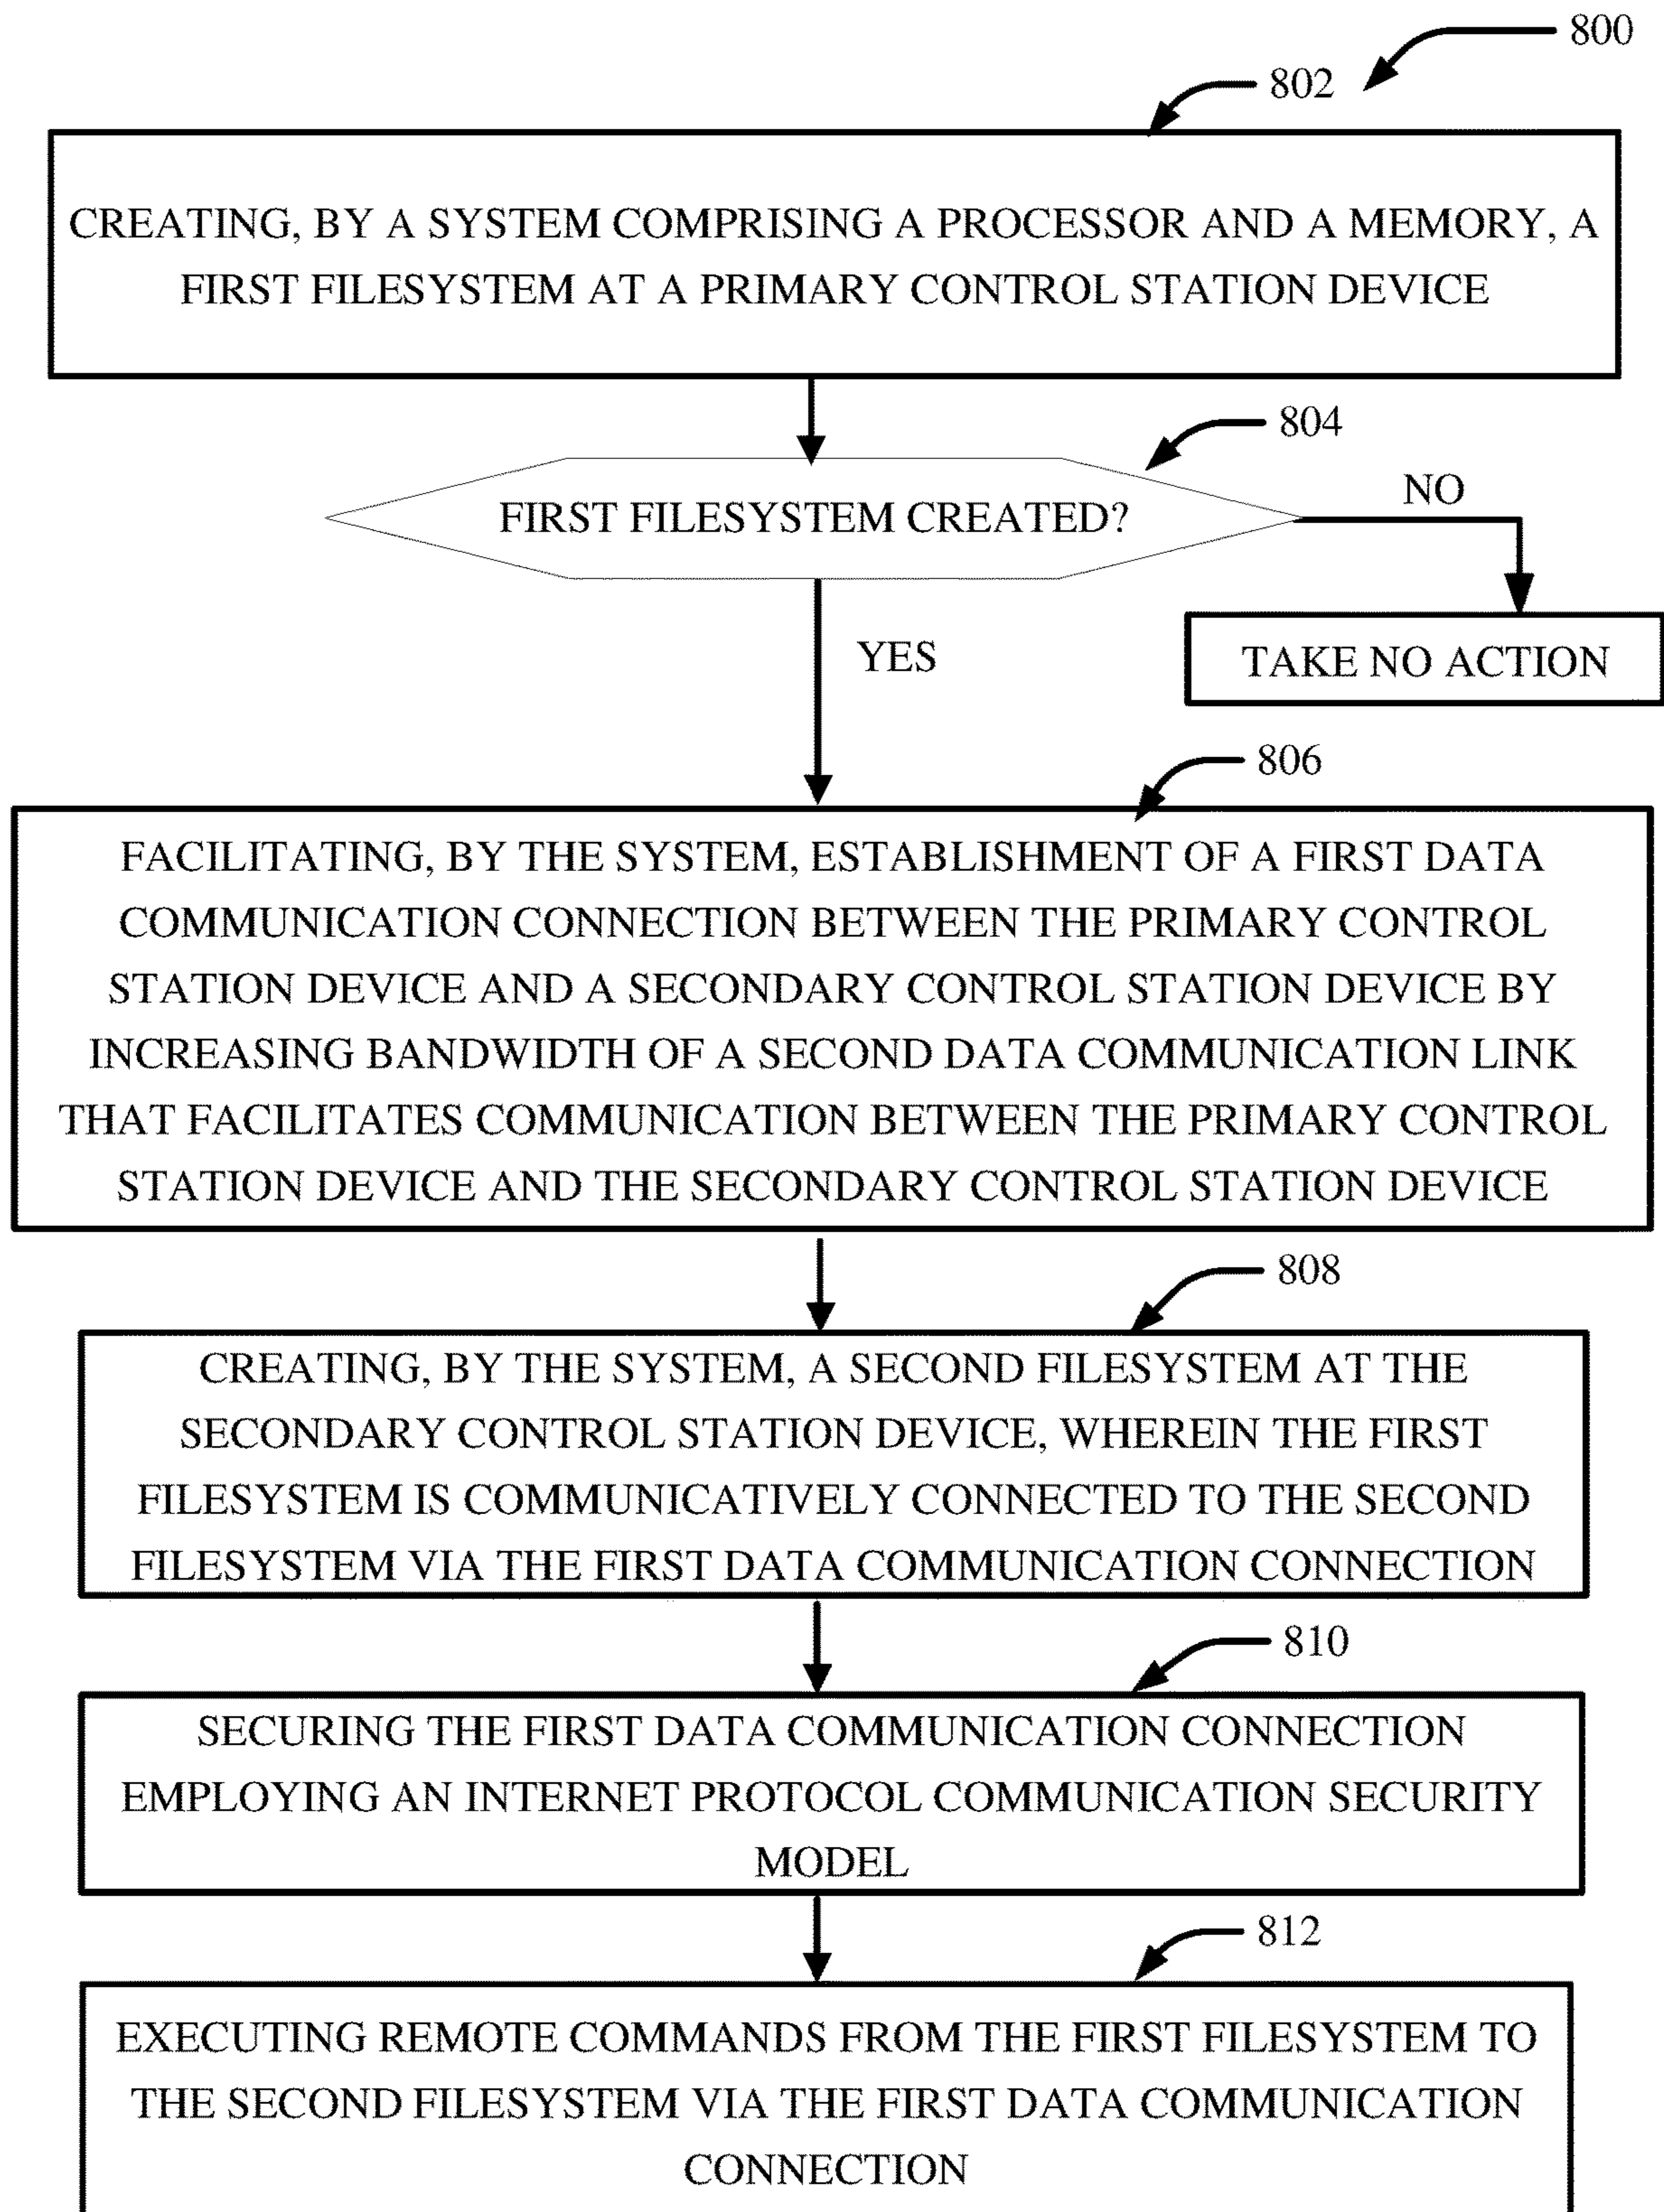 800
802
CREATING, BY A SYSTEM COMPRISING A PROCESSOR AND A MEMORY, A
FIRST FILESYSTEM AT A PRIMARY CONTROL STATION DEVICE
804
FIRST FILESYSTEM CREATED?
NO
YES
TAKE NO ACTION
806
FACILITATING, BY THE SYSTEM, ESTABLISHMENT OF A FIRST DATA
COMMUNICATION CONNECTION BETWEEN THE PRIMARY CONTROL
STATION DEVICE AND A SECONDARY CONTROL STATION DEVICE BY
INCREASING BANDWIDTH OF A SECOND DATA COMMUNICATION LINK
THAT FACILITATES COMMUNICATION BETWEEN THE PRIMARY CONTROL
STATION DEVICE AND THE SECONDARY CONTROL STATION DEVICE
808
CREATING, BY THE SYSTEM, A SECOND FILESYSTEM AT THE
SECONDARY CONTROL STATION DEVICE, WHEREIN THE FIRST
FILESYSTEM IS COMMUNICATIVELY CONNECTED TO THE SECOND
FILESYSTEM VIA THE FIRST DATA COMMUNICATION CONNECTION
810
SECURING THE FIRST DATA COMMUNICATION CONNECTION
EMPLOYING AN INTERNET PROTOCOL COMMUNICATION SECURITY
MODEL
812
EXECUTING REMOTE COMMANDS FROM THE FIRST FILESYSTEM TO
THE SECOND FILESYSTEM VIA THE FIRST DATA COMMUNICATION
CONNECTION